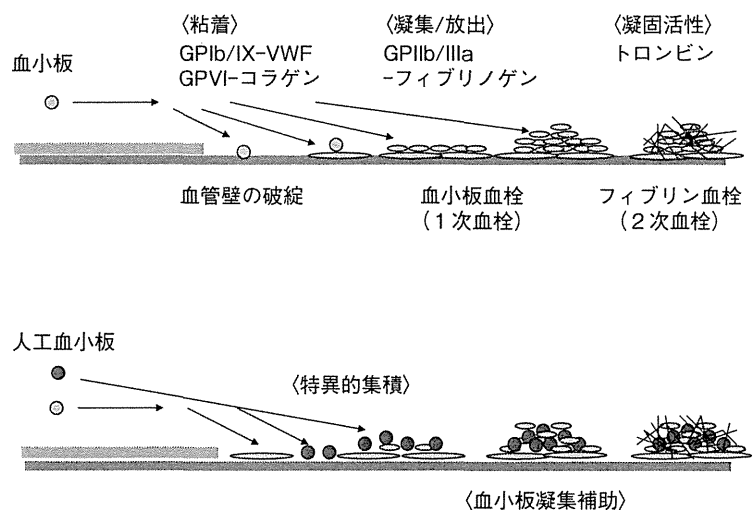 血小板
〈粘着〉
GPIb/IX-VWF
GPVI-コラゲン
〈凝集/放出〉
GPIIb/IIIa
-フィブリノゲン
〈凝固活性〉
トロンビン
血管壁の破綻
血小板血栓
(1次血栓)
フィブリン血栓
(2次血栓)
人工血小板
〈特異的集積〉
〈血小板凝集補助〉